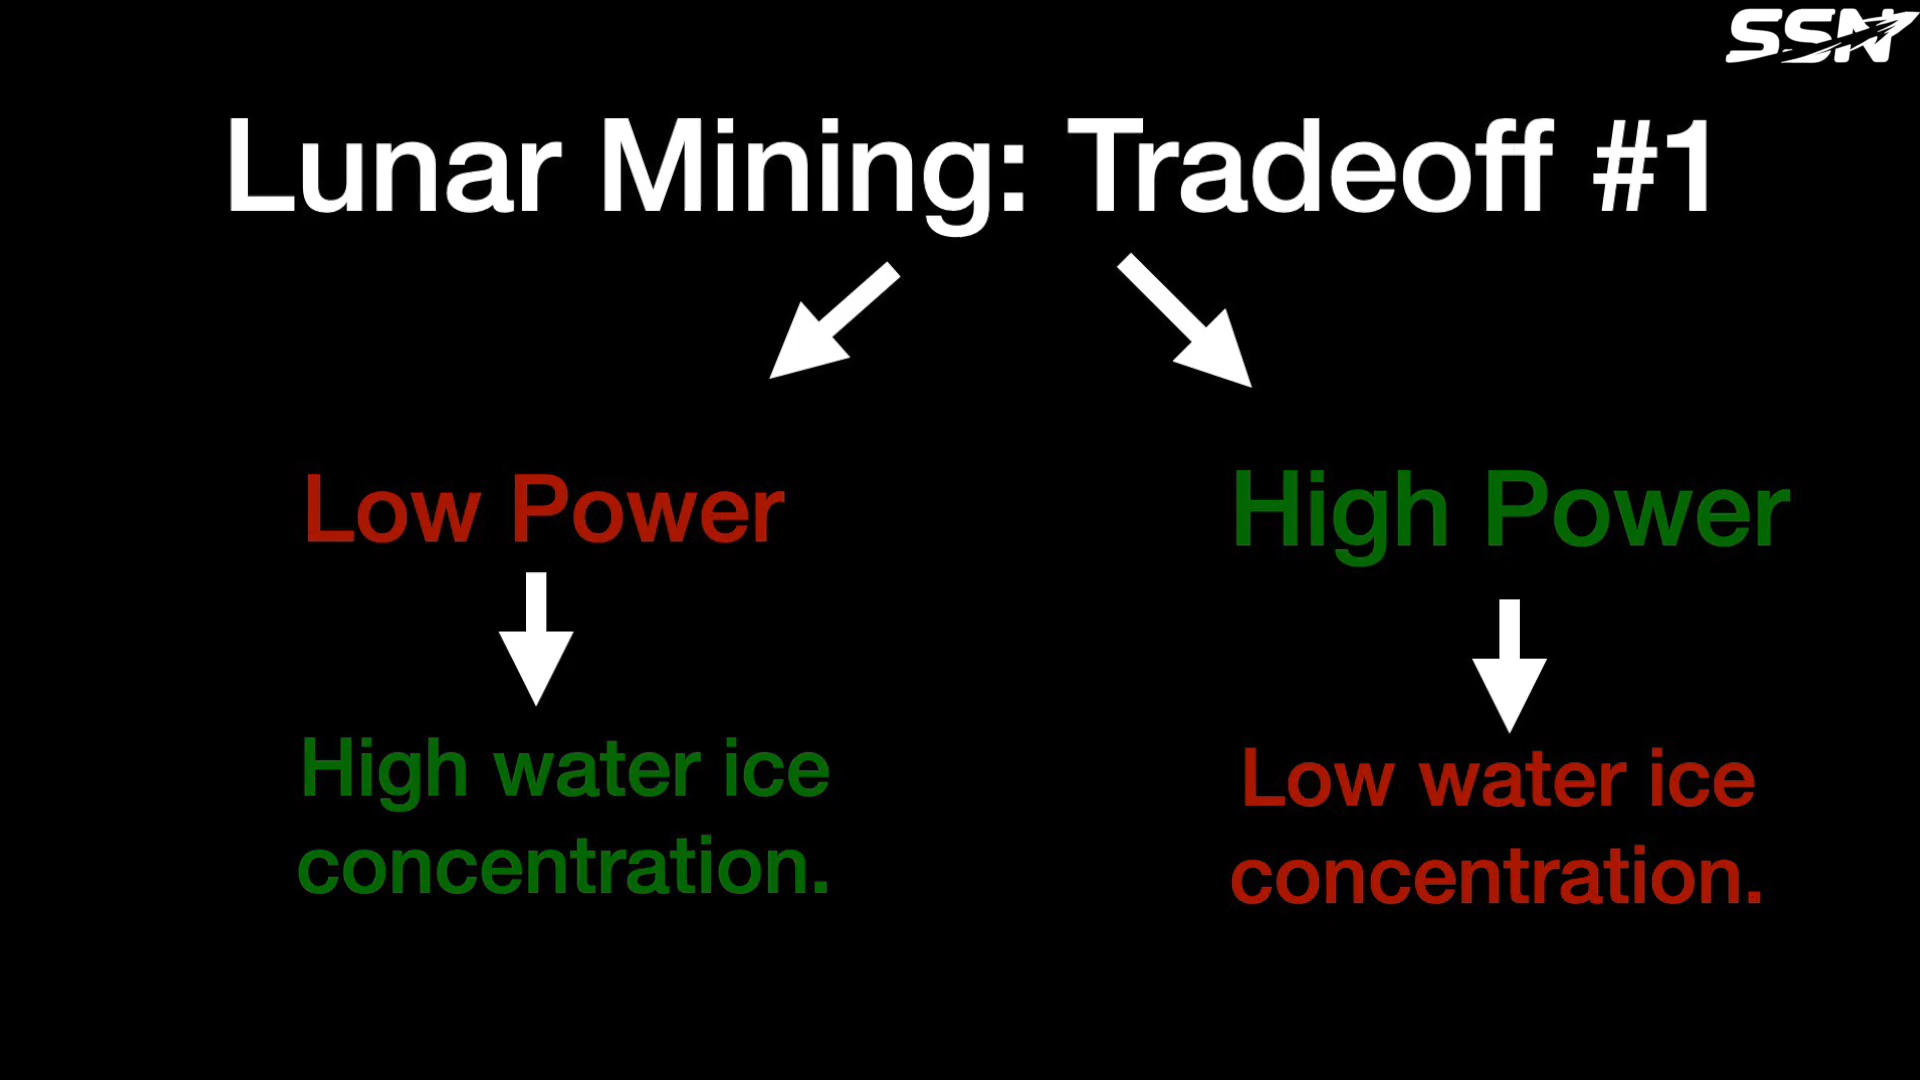 SSN
Lunar Mining: Tradeoff #1
Low Power
High Power
High water ice
concentration.
Low water ice
concentration.